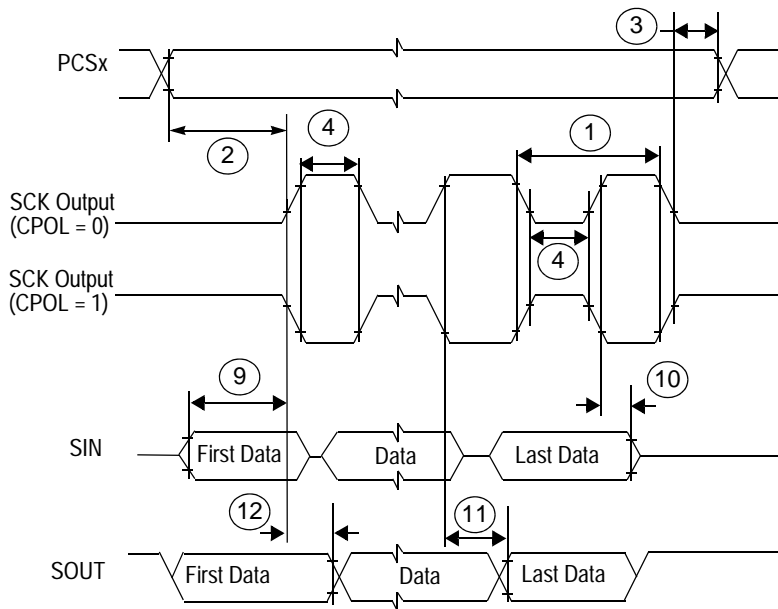 3
PCSx
2
4
1
SCK Output
(CPOL = 0)
4
SCK Output
(CPOL = 1)
9
10
SIN
First Data
Data
Last Data
12
11
SOUT
First Data
Data
Last Data